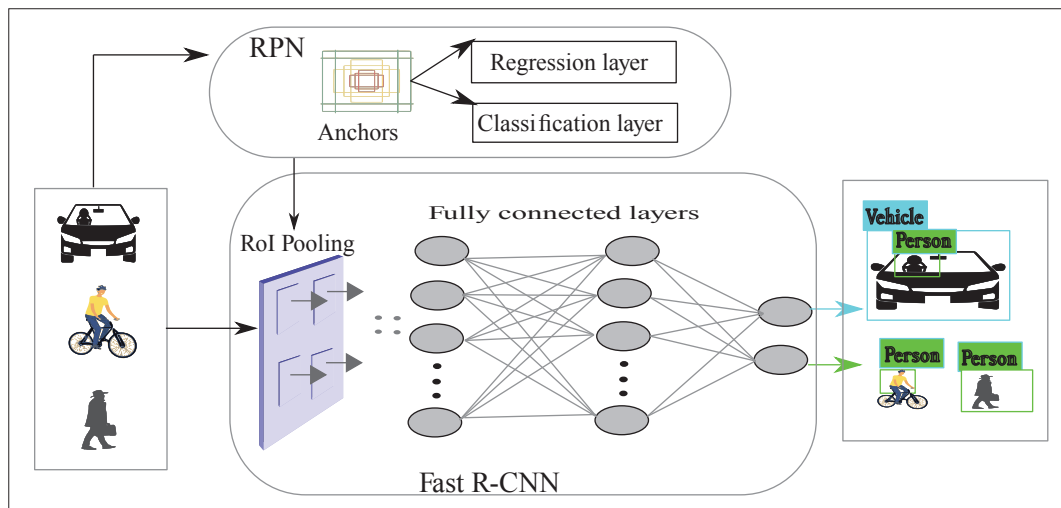 RPN
Regression layer
Anchors
Classification layer
Fully connected layers
RoI Pooling
Vehicle
Person
Person
Person
Fast R-CNN